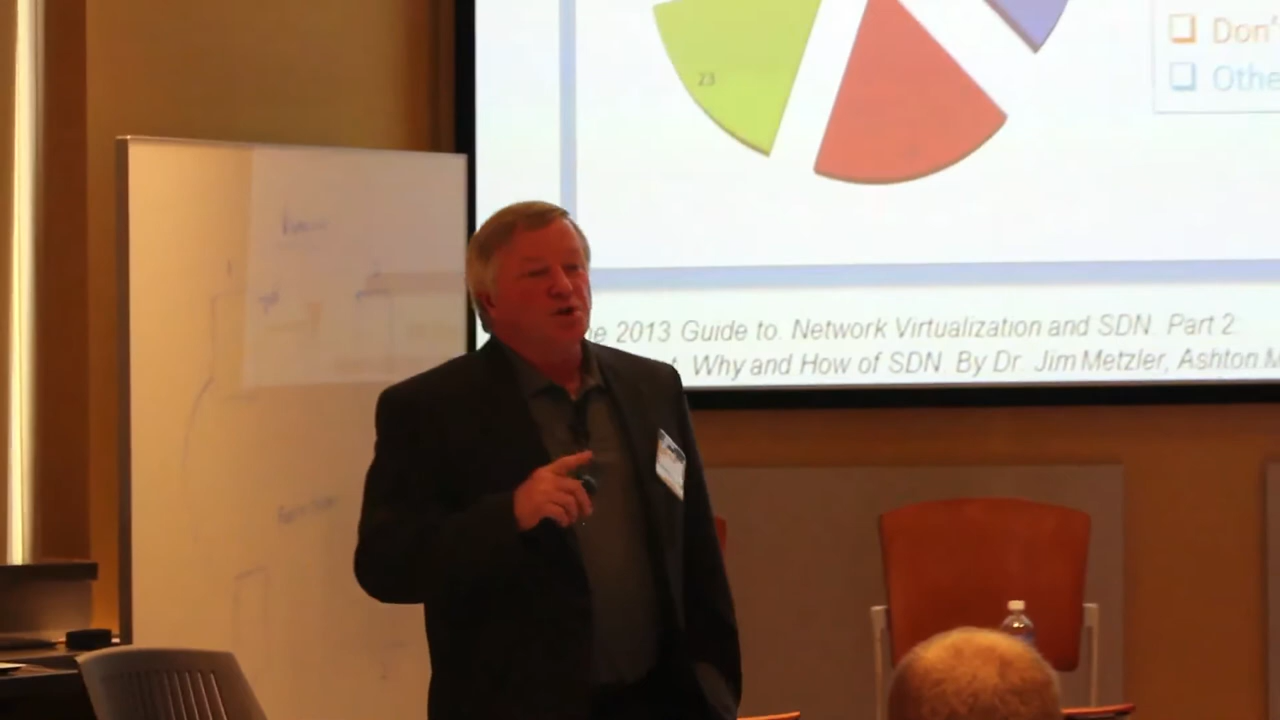 Don'
Othe
23
e 2013 Guide to. Network Virtualization and SDN. Part 2.
t. Why and How of SDN. By Dr. Jim Metzler, Ashton M